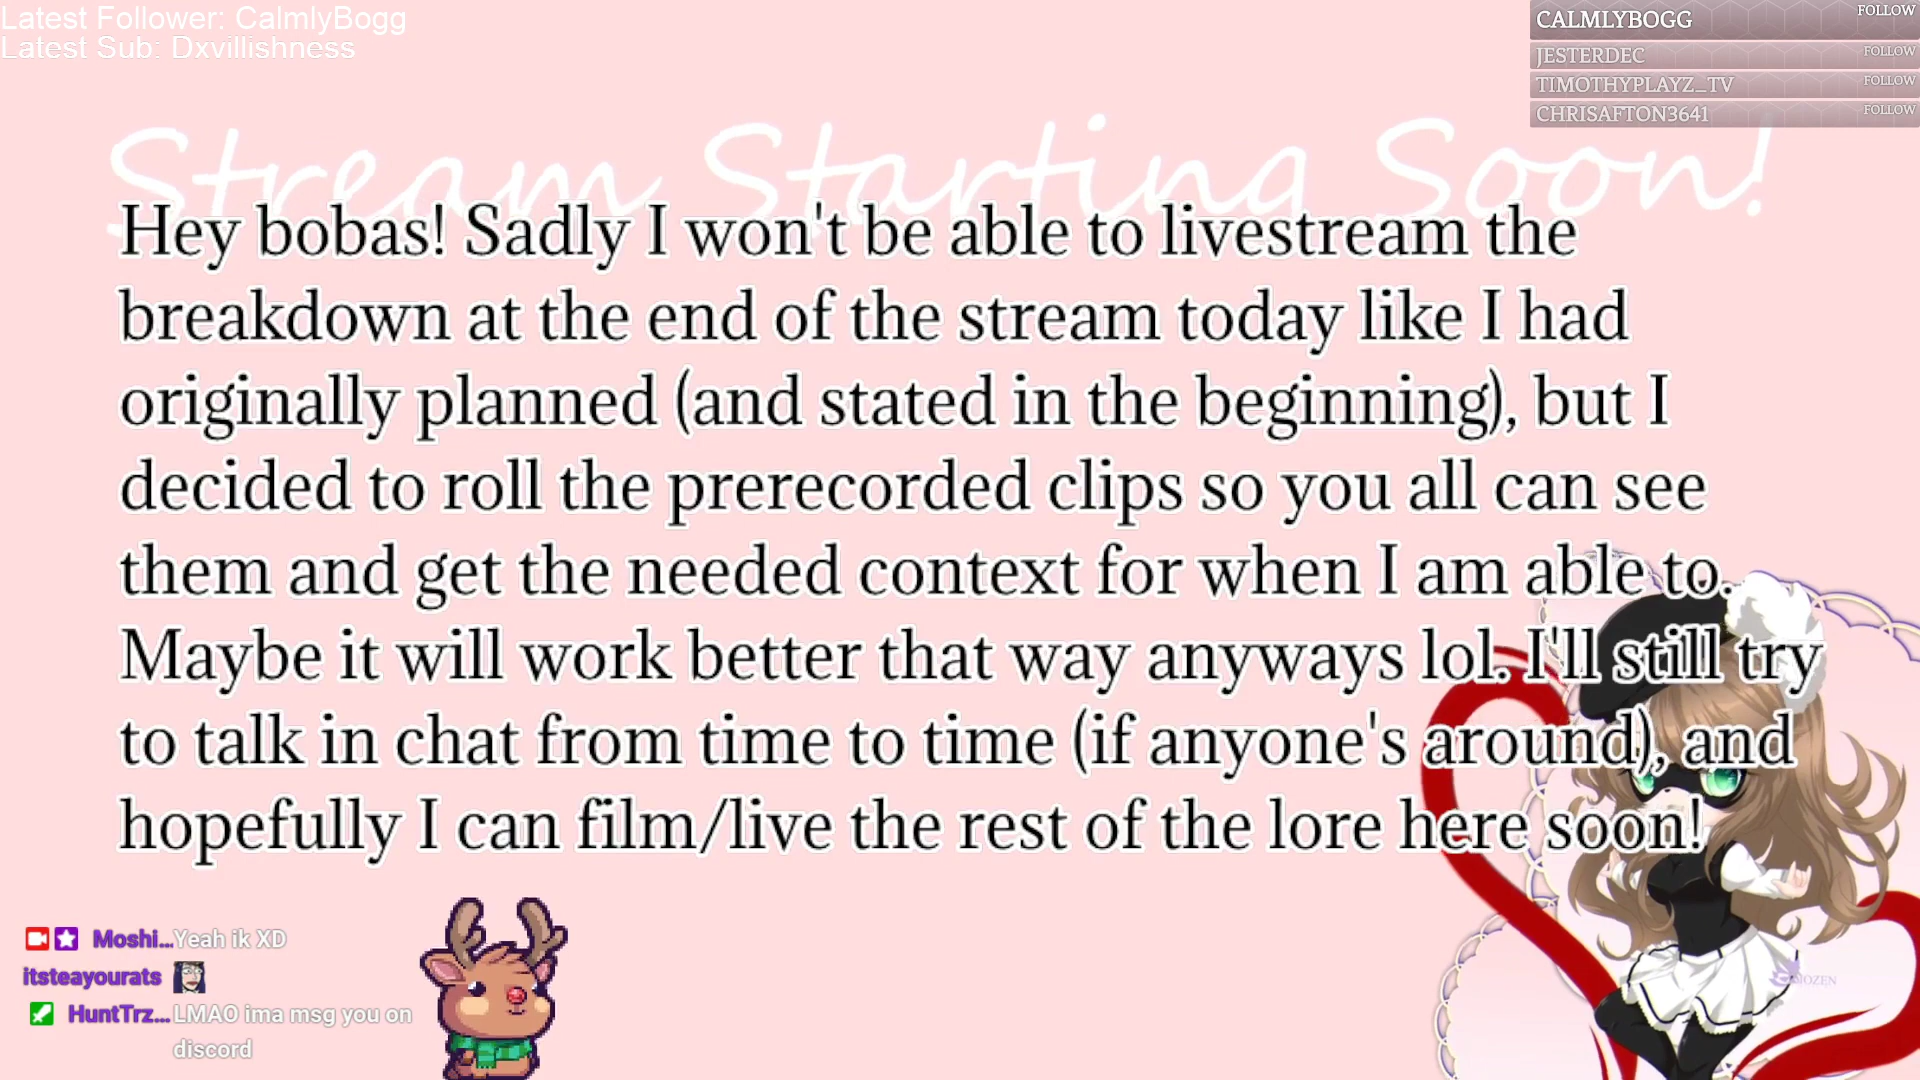 Latest Follower: CalmlyBogg
Latest Sub: Dxvillishness
CALMLYBOGG FOLLOW
JESTERDEC FOLLOW
TIMOTHYPLAYZ_TV FOLLOW
CHRISAFTON3641 FOLLOW
Stream Starting Soon!
Hey bobas! Sadly I won't be able to livestream the
breakdown at the end of the stream today like I had
originally planned (and stated in the beginning), but I
decided to roll the prerecorded clips so you all can see
them and get the needed context for when I am able to.
Maybe it will work better that way anyways lol. I'll still try
to talk in chat from time to time (if anyone's around), and
hopefully I can film/live the rest of the lore here soon!
Moshi... Yeah ik XD
itsteayourats
HuntTrz... LMAO ima msg you on
discord